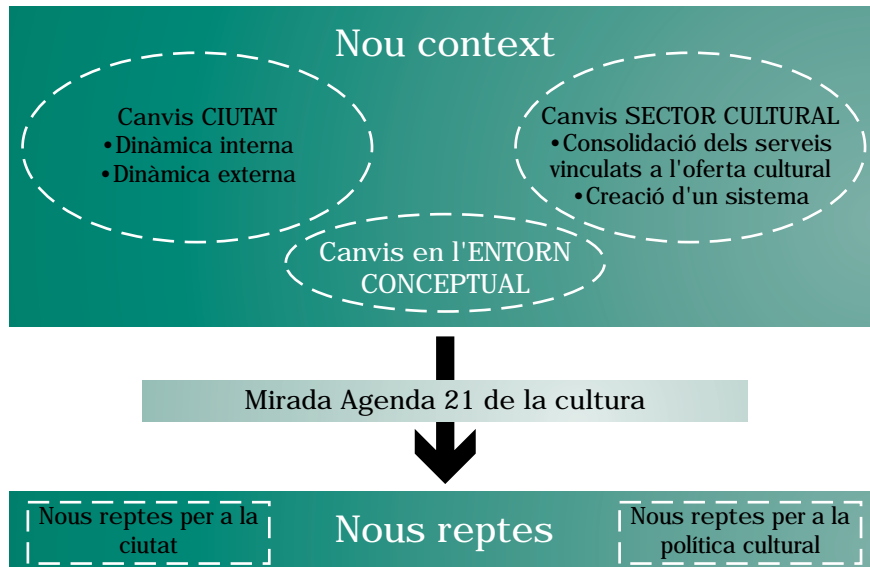 Nou context
Canvis CIUTAT
•Dinàmica interna
•Dinàmica externa
Canvis SECTOR CULTURAL
•Consolidació dels serveis
vinculats a l'oferta cultural
•Creació d'un sistema
Canvis en l'ENTORN
CONCEPTUAL
Mirada Agenda 21 de la cultura
Nous reptes per a la
ciutat
Nous reptes
Nous reptes per a la
política cultural